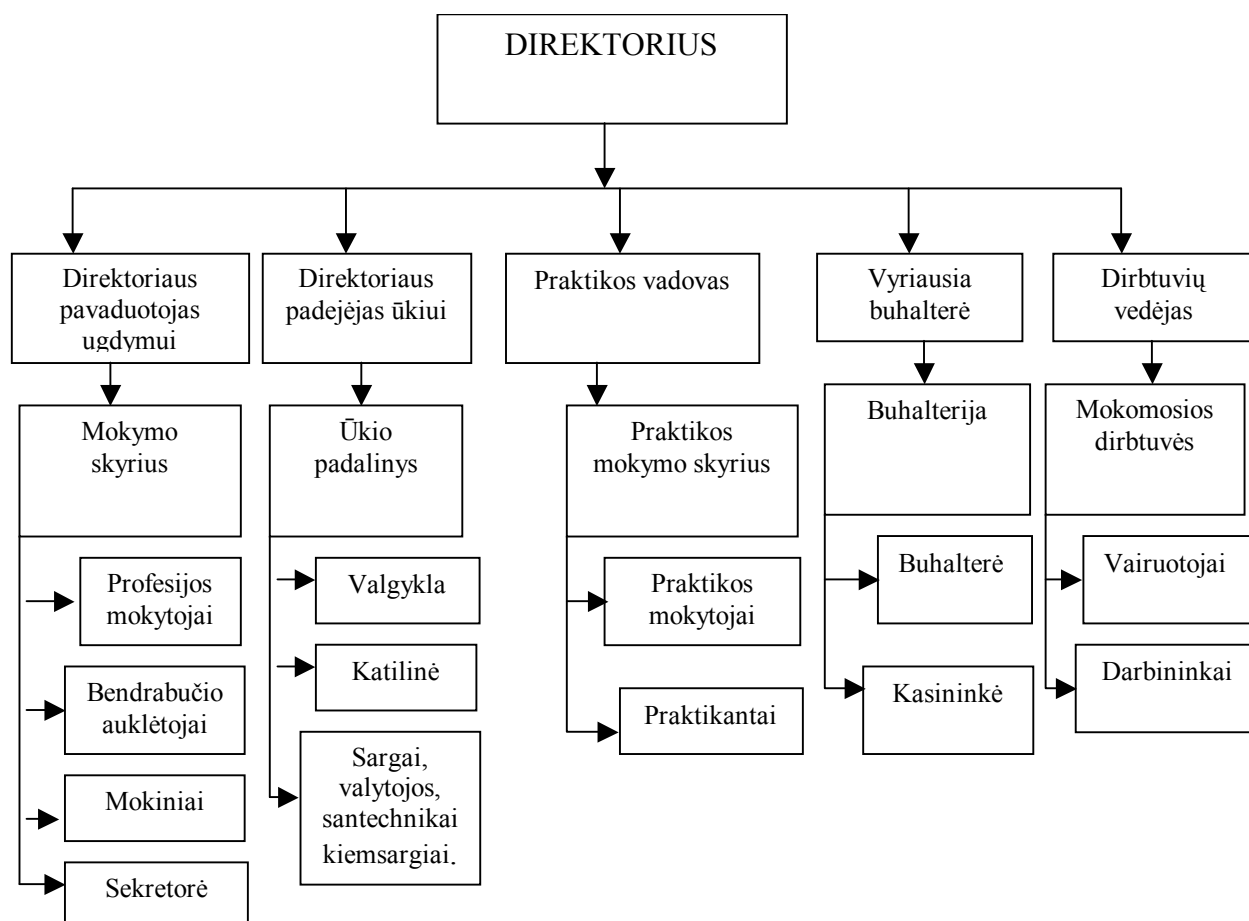 DIREKTORIUS
Direktoriaus
pavaduotojas
ugdymui
Direktoriaus
padejėjas ūkiui
Praktikos vadovas
Vyriausia
buhalterė
Dirbtuvių
vedėjas
Mokymo
skyrius
Ūkio
padalinys
Praktikos
mokymo skyrius
Buhalterija
Mokomosios
dirbtuvės
Profesijos
mokytojai
Bendrabučio
auklėtojai
Mokiniai
Sekretorė
Valgykla
Katilinė
Sargai,
valytojos,
santechnikai
kiemsargiai.
Praktikos
mokytojai
Praktikantai
Buhalterė
Kasininkė
Vairuotojai
Darbininkai